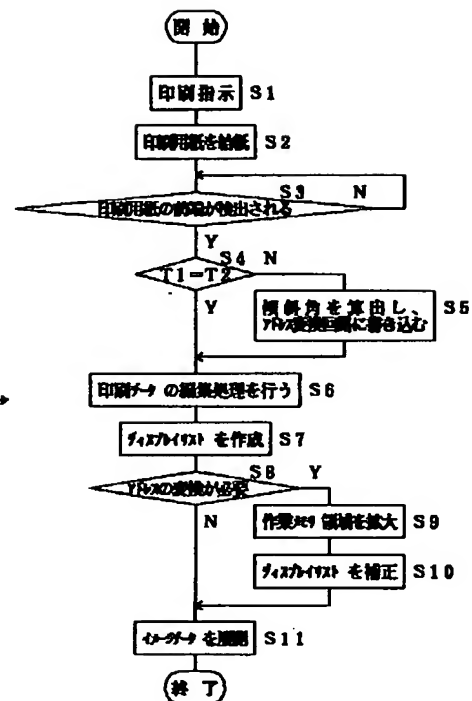 開 始
印刷指示 S1
印刷用紙を給紙 S2
S3 N
印刷用紙の前端が検出される
Y
S4 N
T1=T2
Y
傾斜角を算出し、 S5
アドレス変換回路に書き込む
印刷データ の編集処理を行う S6
ディスプレイリスト を作成 S7
S8 Y
アドレスの変換が必要
N
作業メモリ 領域を拡大 S9
ディスプレイリスト を補正 S10
イメージデータ を展開 S11
終 了